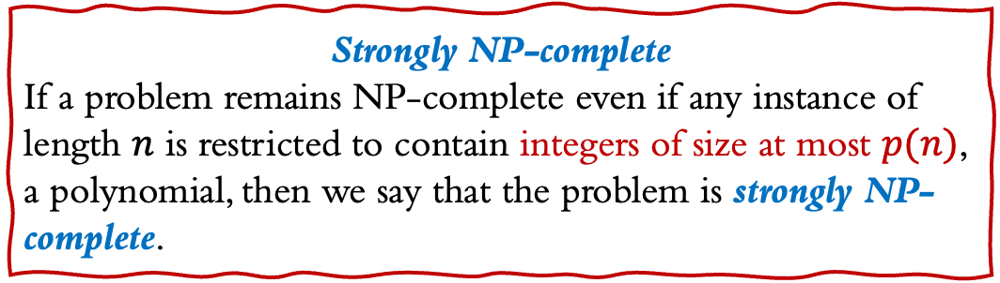 Strongly NP-complete
If a problem remains NP-complete even if any instance of
length n is restricted to contain integers of size at most p(n),
a polynomial, then we say that the problem is strongly NP-
complete.